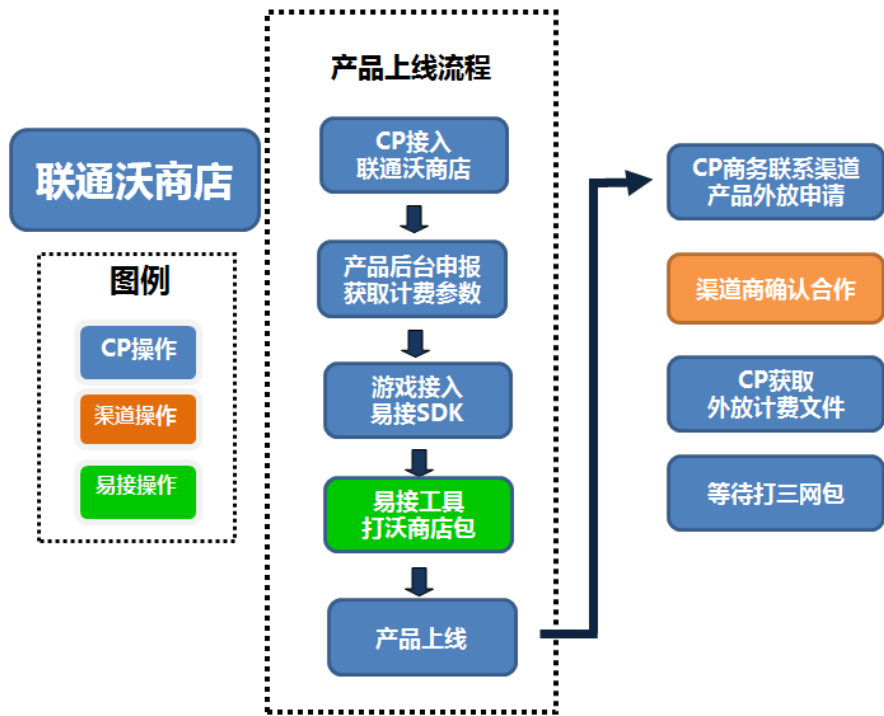 联通沃商店
图例
CP操作
渠道操作
易接操作
产品上线流程
CP接入
联通沃商店
产品后台申报
获取计费参数
游戏接入
易接SDK
易接工具
打沃商店包
产品上线
CP商务联系渠道
产品外放申请
渠道商确认合作
CP获取
外放计费文件
等待打三网包